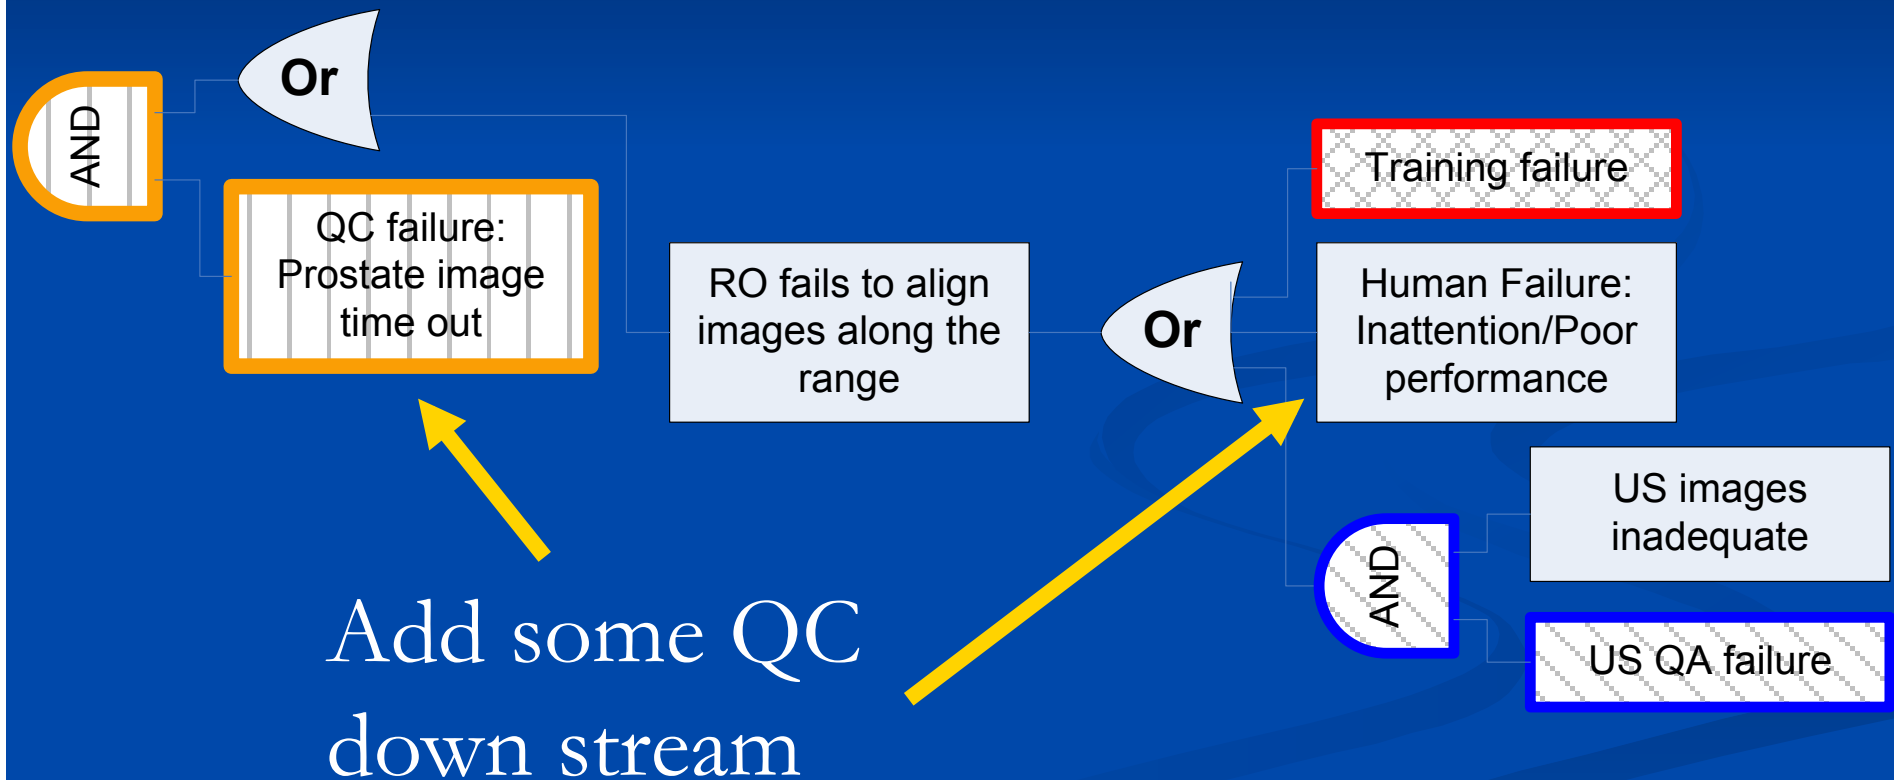 Or
AND
QC failure:
Prostate image
time out
RO fails to align
images along the
range
Or
Training failure
Human Failure:
Inattention/Poor
performance
AND
US images
inadequate
US QA failure
Add some QC
down stream